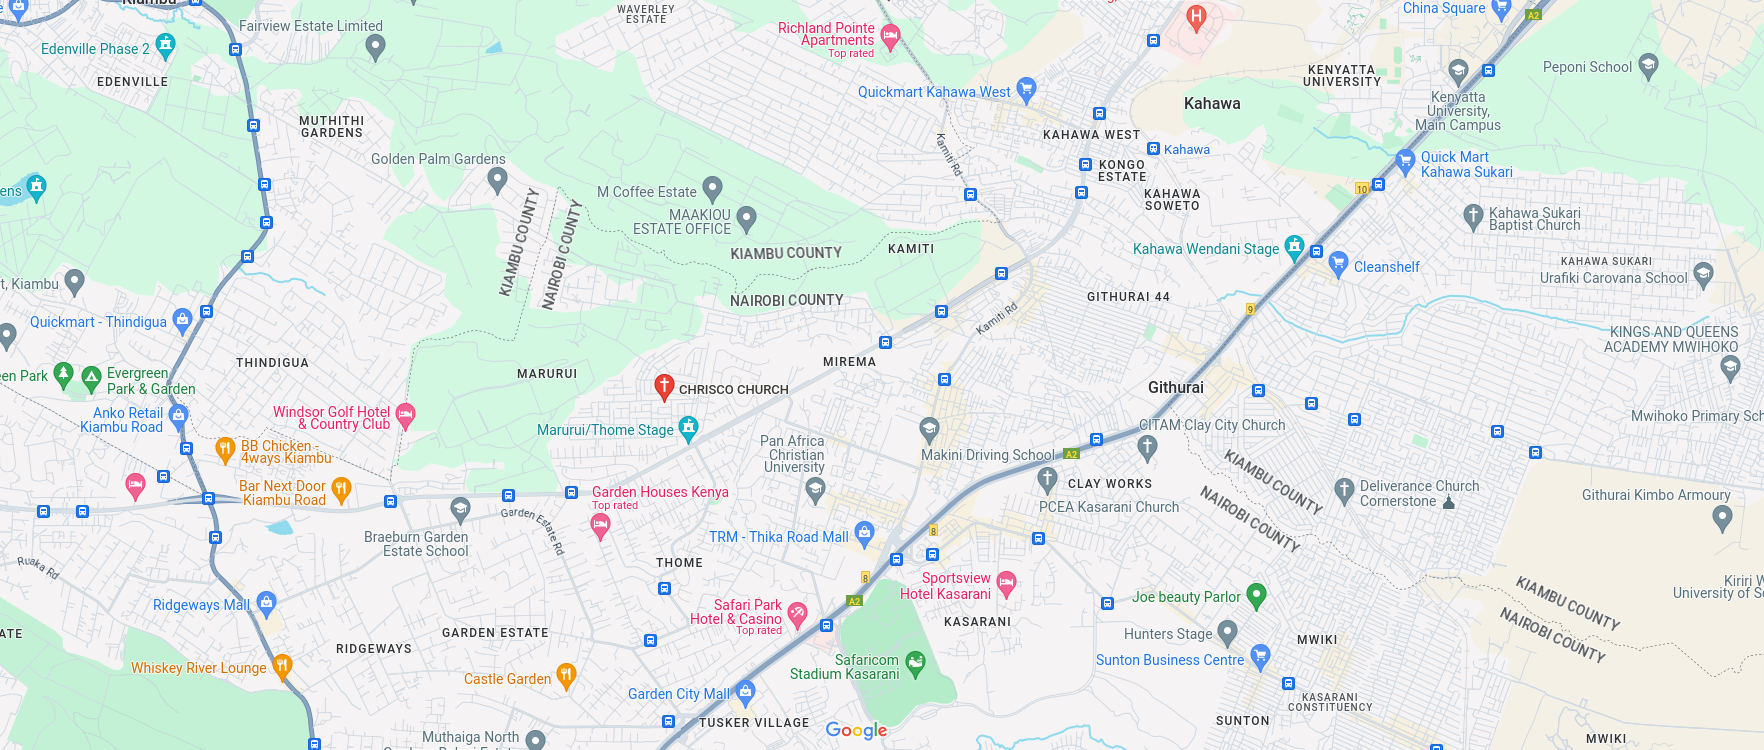 Kiambu
Fairview Estate Limited
Edenville Phase 2
EDENVILLE
WAVERLEY
ESTATE
Richland Pointe
Apartments
Top rated
China Square
A2
KENYATTA
UNIVERSITY
Peponi School
Quickmart Kahawa West
Kahawa
Kenyatta
University,
Main Campus
MUTHITHI
GARDENS
KAHAWA WEST
Kamiti Rd
Kahawa
Golden Palm Gardens
KONGO
ESTATE
Quick Mart
Kahawa Sukari
ens
M Coffee Estate
KAHAWA
SOWETO
10
MAAKIOU
ESTATE OFFICE
Kahawa Sukari
Baptist Church
KIAMBU COUNTY
NAIROBI COUNTY
KIAMBU COUNTY
KAMITI
Kahawa Wendani Stage
Cleanshelf
KAHAWA SUKARI
Urafiki Carovana School
t, Kiambu
NAIROBI COUNTY
GITHURAI 44
9
Kamiti Rd
Quickmart - Thindigua
KINGS AND QUEENS
ACADEMY MWIHOKO
THINDIGUA
MARURUI
MIREMA
een Park
Evergreen
Park & Garden
CHRISCO CHURCH
Githurai
Anko Retail
Kiambu Road
Windsor Golf Hotel
& Country Club
Mwihoko Primary Sch
Marurui/Thome Stage
CITAM Clay City Church
BB Chicken -
4ways Kiambu
Pan Africa
Christian
University
Makini Driving School
A2
KIAMBU COUNTY
NAIROBI COUNTY
Bar Next Door
Kiambu Road
Garden Houses Kenya
Top rated
CLAY WORKS
Deliverance Church
Cornerstone
Githurai Kimbo Armoury
PCEA Kasarani Church
Garden Estate Rd
Braeburn Garden
Estate School
TRM - Thika Road Mall
8
Ruaka Rd
THOME
8
Sportsview
Hotel Kasarani
KIAMBU COUNTY
NAIROBI COUNTY
Kiriri W
University of Sc
Ridgeways Mall
Safari Park
Hotel & Casino
Top rated
A2
Joe beauty Parlor
KASARANI
ATE
GARDEN ESTATE
Hunters Stage
MWIKI
RIDGEWAYS
Whiskey River Lounge
Castle Garden
Safaricom
Stadium Kasarani
Sunton Business Centre
Garden City Mall
KASARANI
CONSTITUENCY
TUSKER VILLAGE
SUNTON
Google
Muthaiga North
MWIKI